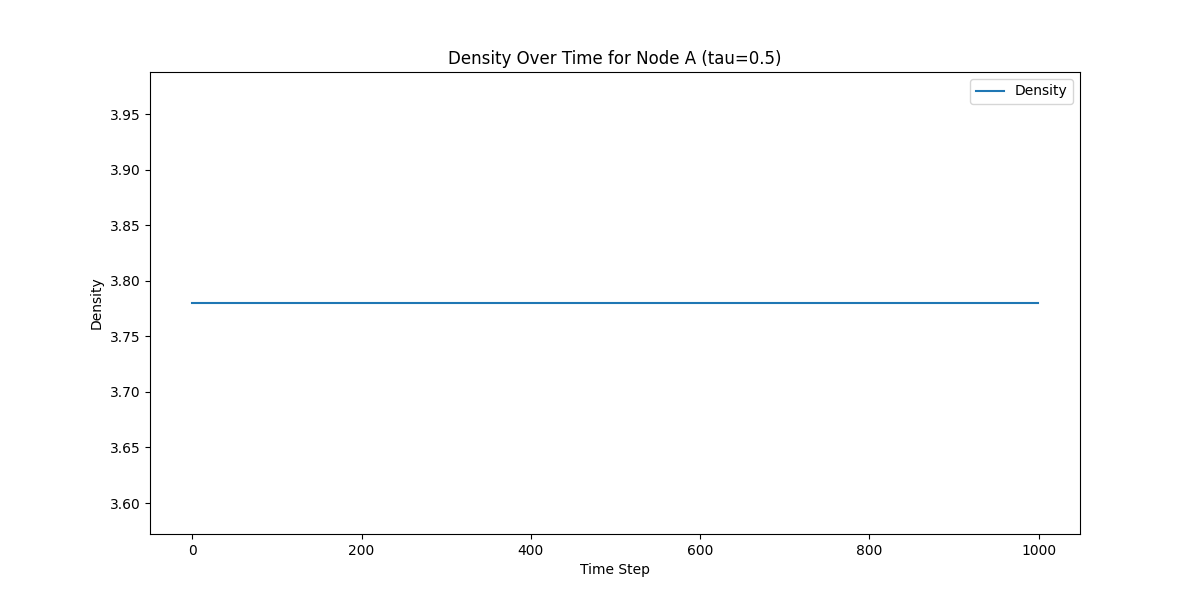 Density Over Time for Node A (tau=0.5)
Density
3.95
3.90
3.85
3.80
3.75
3.70
3.65
3.60
Density
0 200 400 600 800 1000
Time Step